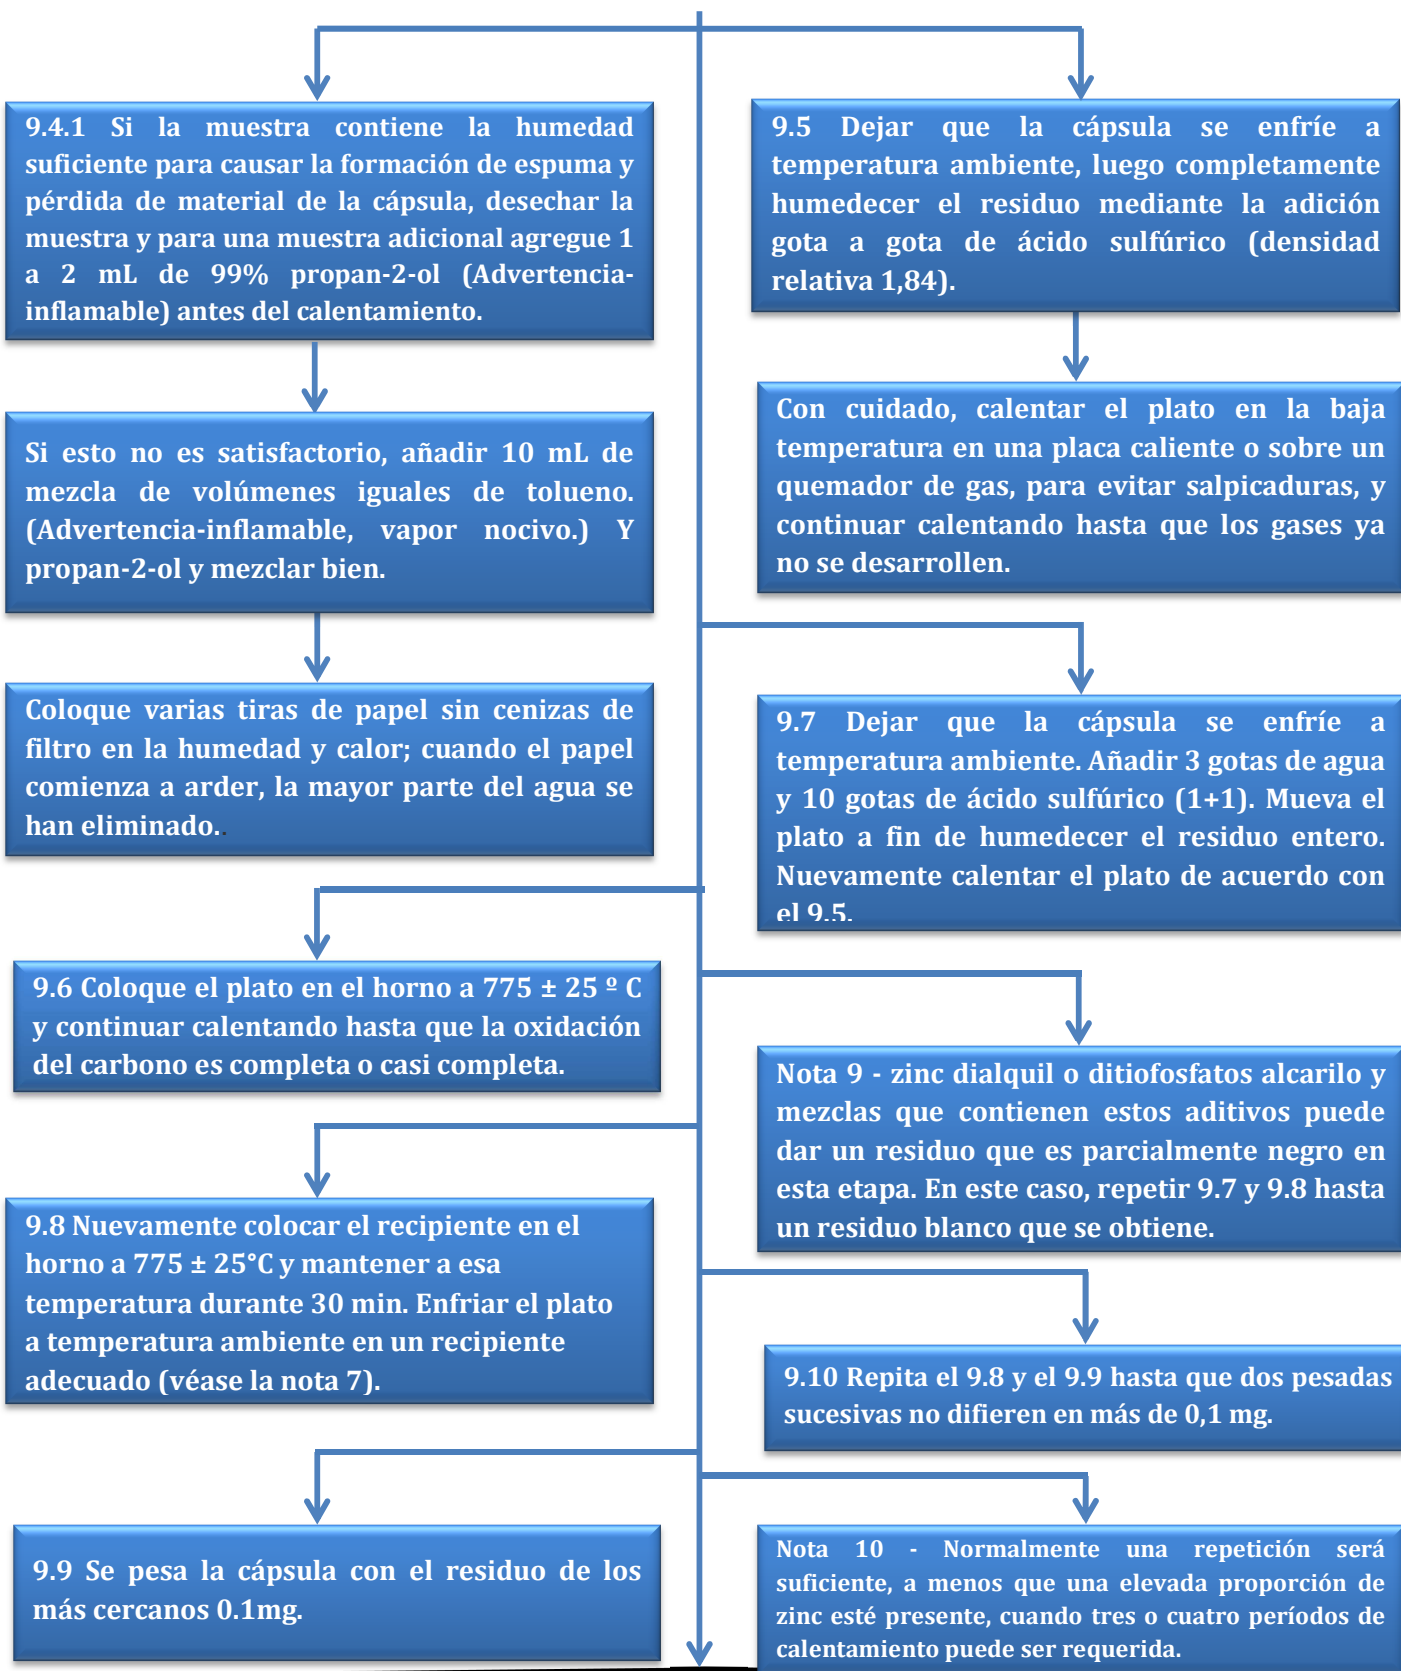 9.4.1 Si la muestra contiene la humedad
suficiente para causar la formación de espuma y
pérdida de material de la cápsula, desechar la
muestra y para una muestra adicional agregue 1
a 2 mL de 99% propan-2-ol (Advertencia-
inflamable) antes del calentamiento.
9.5 Dejar que la cápsula se enfríe a
temperatura ambiente, luego completamente
humedecer el residuo mediante la adición
gota a gota de ácido sulfúrico (densidad
relativa 1,84).
Si esto no es satisfactorio, añadir 10 mL de
mezcla de volúmenes iguales de tolueno.
(Advertencia-inflamable, vapor nocivo.) Y
propan-2-ol y mezclar bien.
Con cuidado, calentar el plato en la baja
temperatura en una placa caliente o sobre un
quemador de gas, para evitar salpicaduras, y
continuar calentando hasta que los gases ya
no se desarrollen.
Coloque varias tiras de papel sin cenizas de
filtro en la humedad y calor; cuando el papel
comienza a arder, la mayor parte del agua se
han eliminado..
9.7 Dejar que la cápsula se enfríe a
temperatura ambiente. Añadir 3 gotas de agua
y 10 gotas de ácido sulfúrico (1+1). Mueva el
plato a fin de humedecer el residuo entero.
Nuevamente calentar el plato de acuerdo con
el 9.5.
9.6 Coloque el plato en el horno a 775 ± 25 º C
y continuar calentando hasta que la oxidación
del carbono es completa o casi completa.
Nota 9 - zinc dialquil o ditiofosfatos alcarilo y
mezclas que contienen estos aditivos puede
dar un residuo que es parcialmente negro en
esta etapa. En este caso, repetir 9.7 y 9.8 hasta
un residuo blanco que se obtiene.
9.8 Nuevamente colocar el recipiente en el
horno a 775 ± 25°C y mantener a esa
temperatura durante 30 min. Enfriar el plato
a temperatura ambiente en un recipiente
adecuado (véase la nota 7).
9.10 Repita el 9.8 y el 9.9 hasta que dos pesadas
sucesivas no difieren en más de 0,1 mg.
9.9 Se pesa la cápsula con el residuo de los
más cercanos 0.1mg.
Nota 10 - Normalmente una repetición será
suficiente, a menos que una elevada proporción de
zinc esté presente, cuando tres o cuatro períodos de
calentamiento puede ser requerida.